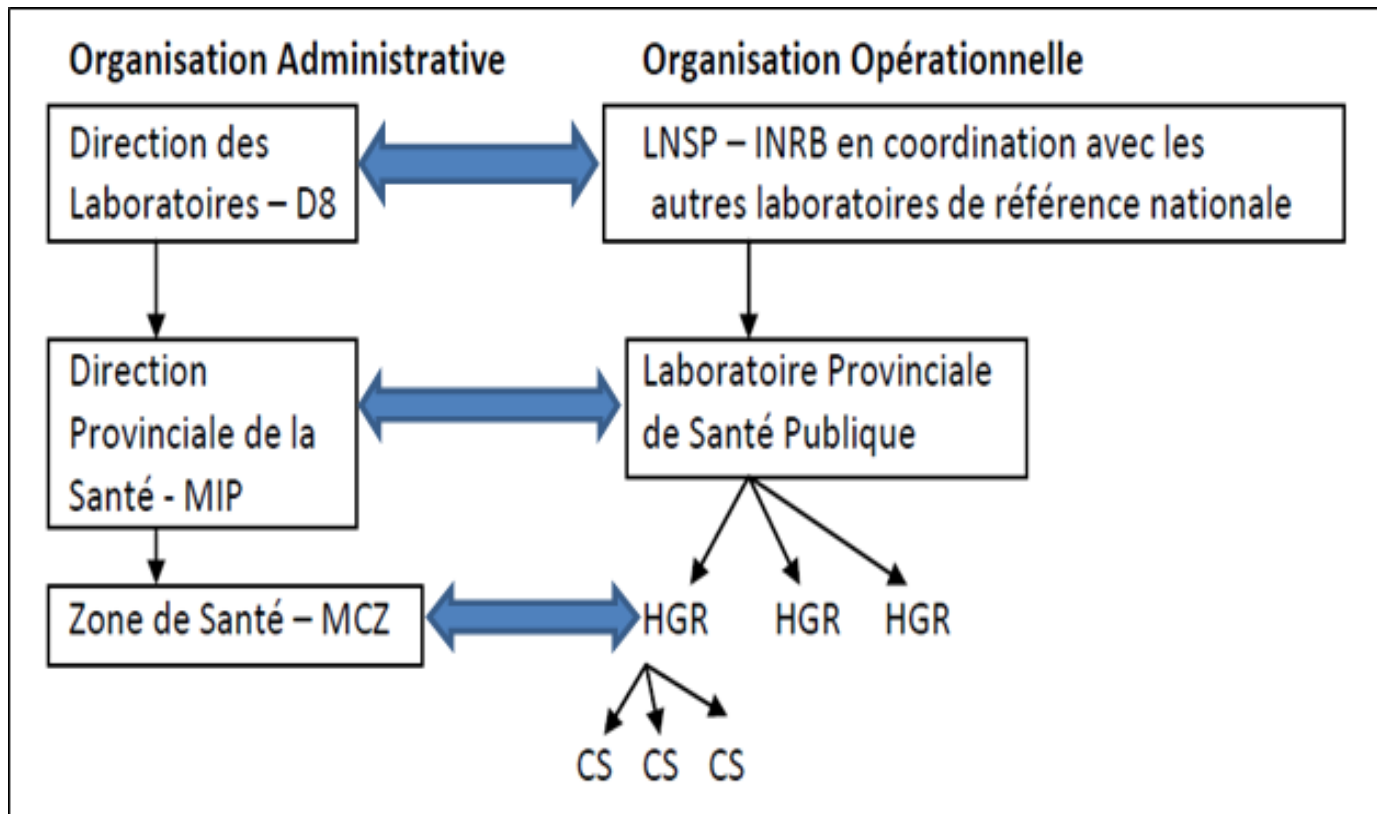 Organisation Administrative
Organisation Opérationnelle
Direction des
Laboratoires – D8
LNSP – INRB en coordination avec les
autres laboratoires de référence nationale
Direction
Provinciale de la
Santé - MIP
Laboratoire Provinciale
de Santé Publique
Zone de Santé – MCZ
HGR HGR HGR
CS CS CS